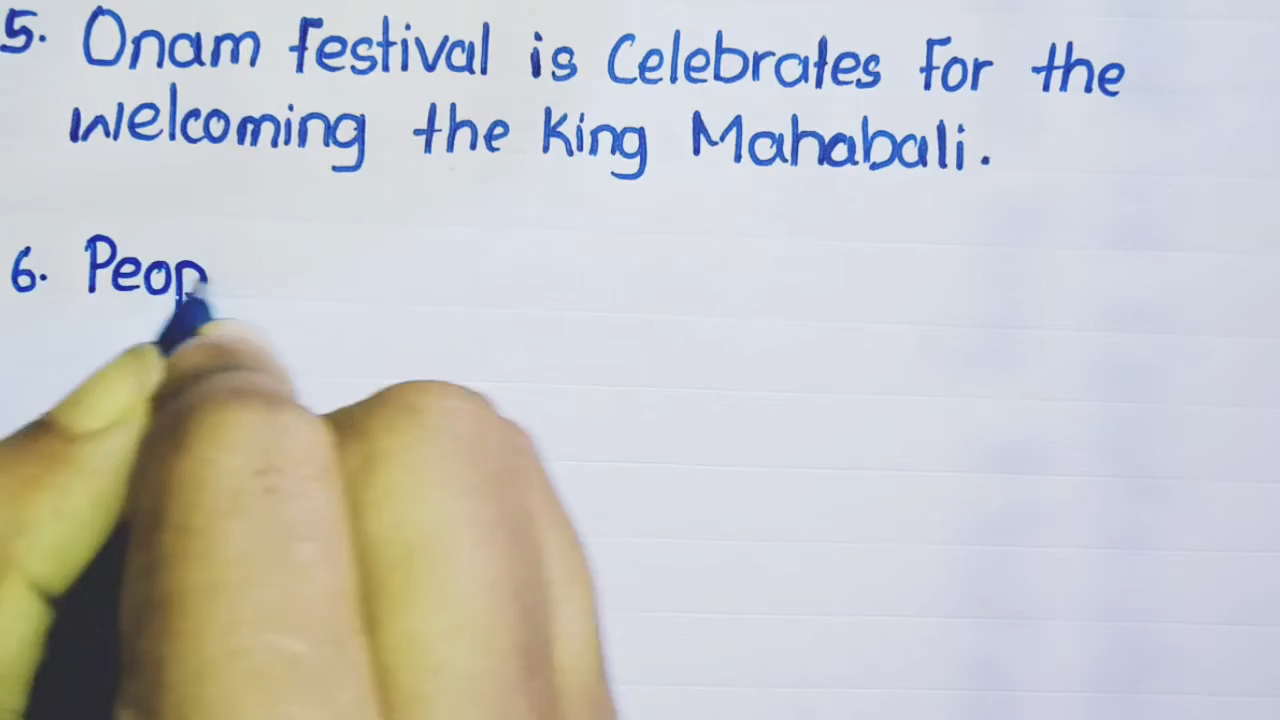 5. Onam festival is Celebrates for the
welcoming the king Mahabali.
6. Peop